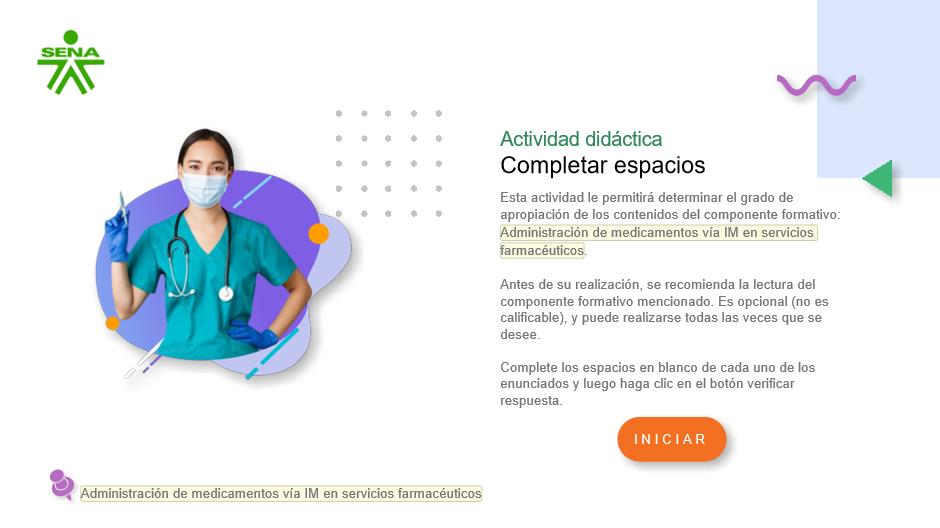 SENA
Actividad didáctica
Completar espacios
Esta actividad le permitirá determinar el grado de
apropiación de los contenidos del componente formativo:
Administración de medicamentos vía IM en servicios
farmacéuticos.
Antes de su realización, se recomienda la lectura del
componente formativo mencionado. Es opcional (no es
calificable), y puede realizarse todas las veces que se
desee.
Complete los espacios en blanco de cada uno de los
enunciados y luego haga clic en el botón verificar
respuesta.
INICIAR
Administración de medicamentos vía IM en servicios farmacéuticos